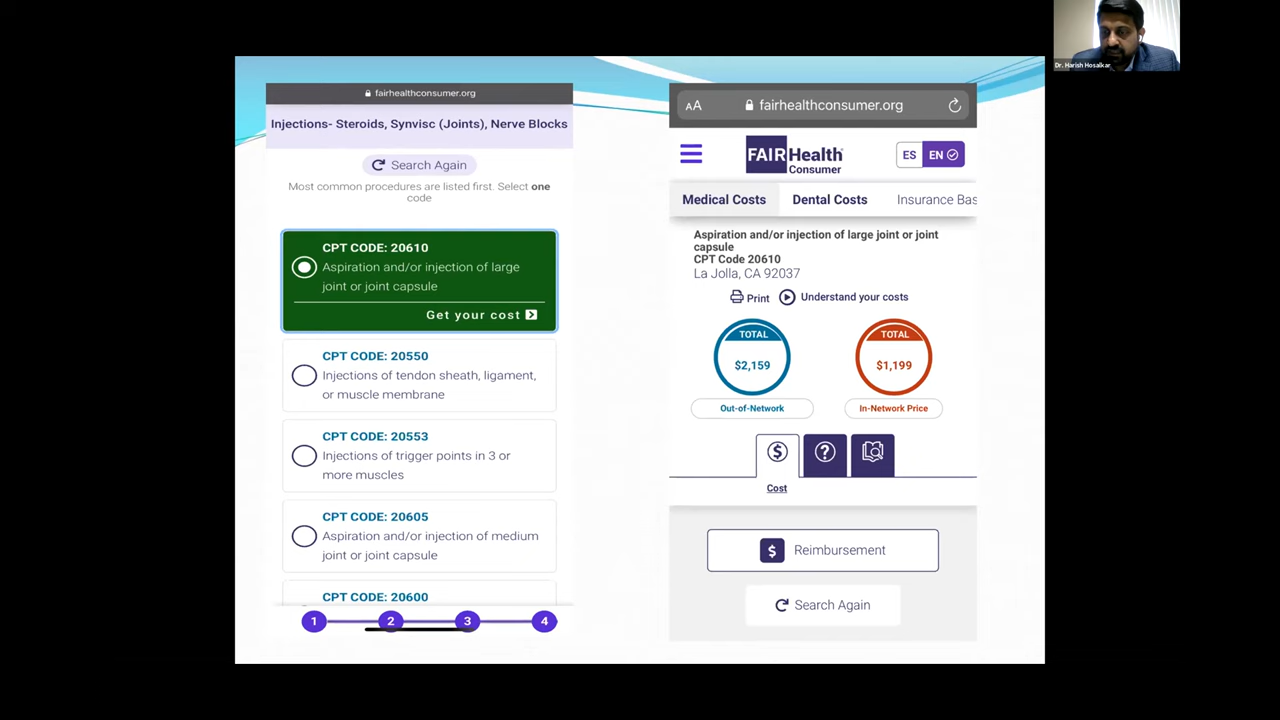 Dr. Harish Hosalkar
fairhealthconsumer.org
Injections- Steroids, Synvisc (Joints), Nerve Blocks
Search Again
Most common procedures are listed first. Select one
code
CPT CODE: 20610
Aspiration and/or injection of large
joint or joint capsule
Get your cost
CPT CODE: 20550
Injections of tendon sheath, ligament,
or muscle membrane
CPT CODE: 20553
Injections of trigger points in 3 or
more muscles
CPT CODE: 20605
Aspiration and/or injection of medium
joint or joint capsule
CPT CODE: 20600
1 2 3 4
AA fairhealthconsumer.org
FAIR Health
Consumer
ES EN
Medical Costs Dental Costs Insurance Bas
Aspiration and/or injection of large joint or joint
capsule
CPT Code 20610
La Jolla, CA 92037
Print Understand your costs
TOTAL TOTAL
$2,159 $1,199
Out-of-Network In-Network Price
$ ?
Cost
$ Reimbursement
Search Again